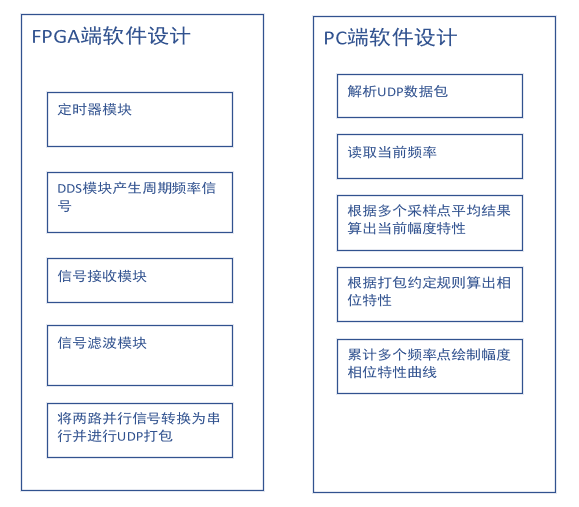 FPGA端软件设计
定时器模块
DDS模块产生周期频率信
号
信号接收模块
信号滤波模块
将两路并行信号转换为串
行并进行UDP打包
PC端软件设计
解析UDP数据包
读取当前频率
根据多个采样点平均结果
算出当前幅度特性
根据打包约定规则算出相
位特性
累计多个频率点绘制幅度
相位特性曲线